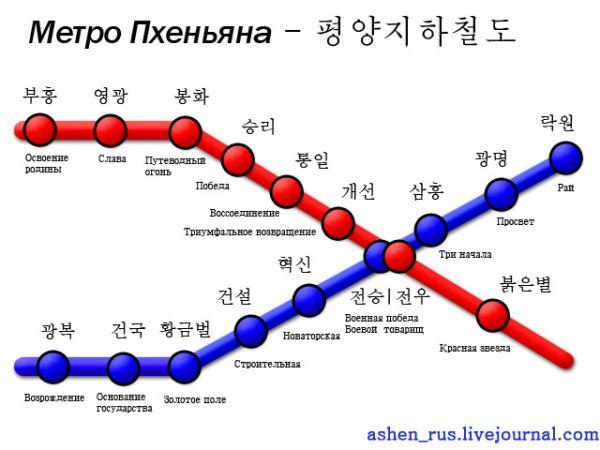 Метро Пхеньяна - 평양지하철도
부흥
영광
봉화
승리
통일
개선
삼흥
광명
락원
Освоение
родины
Слава
Путеводный
огонь
Победа
Воссоединение
Триумфальное возвращение
Три начала
Просвет
Рай
혁신
건설
전승|전우
붉은별
광복
건국
황금벌
Военная победа
Боевой товарищ
Новаторская
Строительная
Красная звезда
Возрождение
Основание
государства
Золотое поле
ashen_rus.livejournal.com